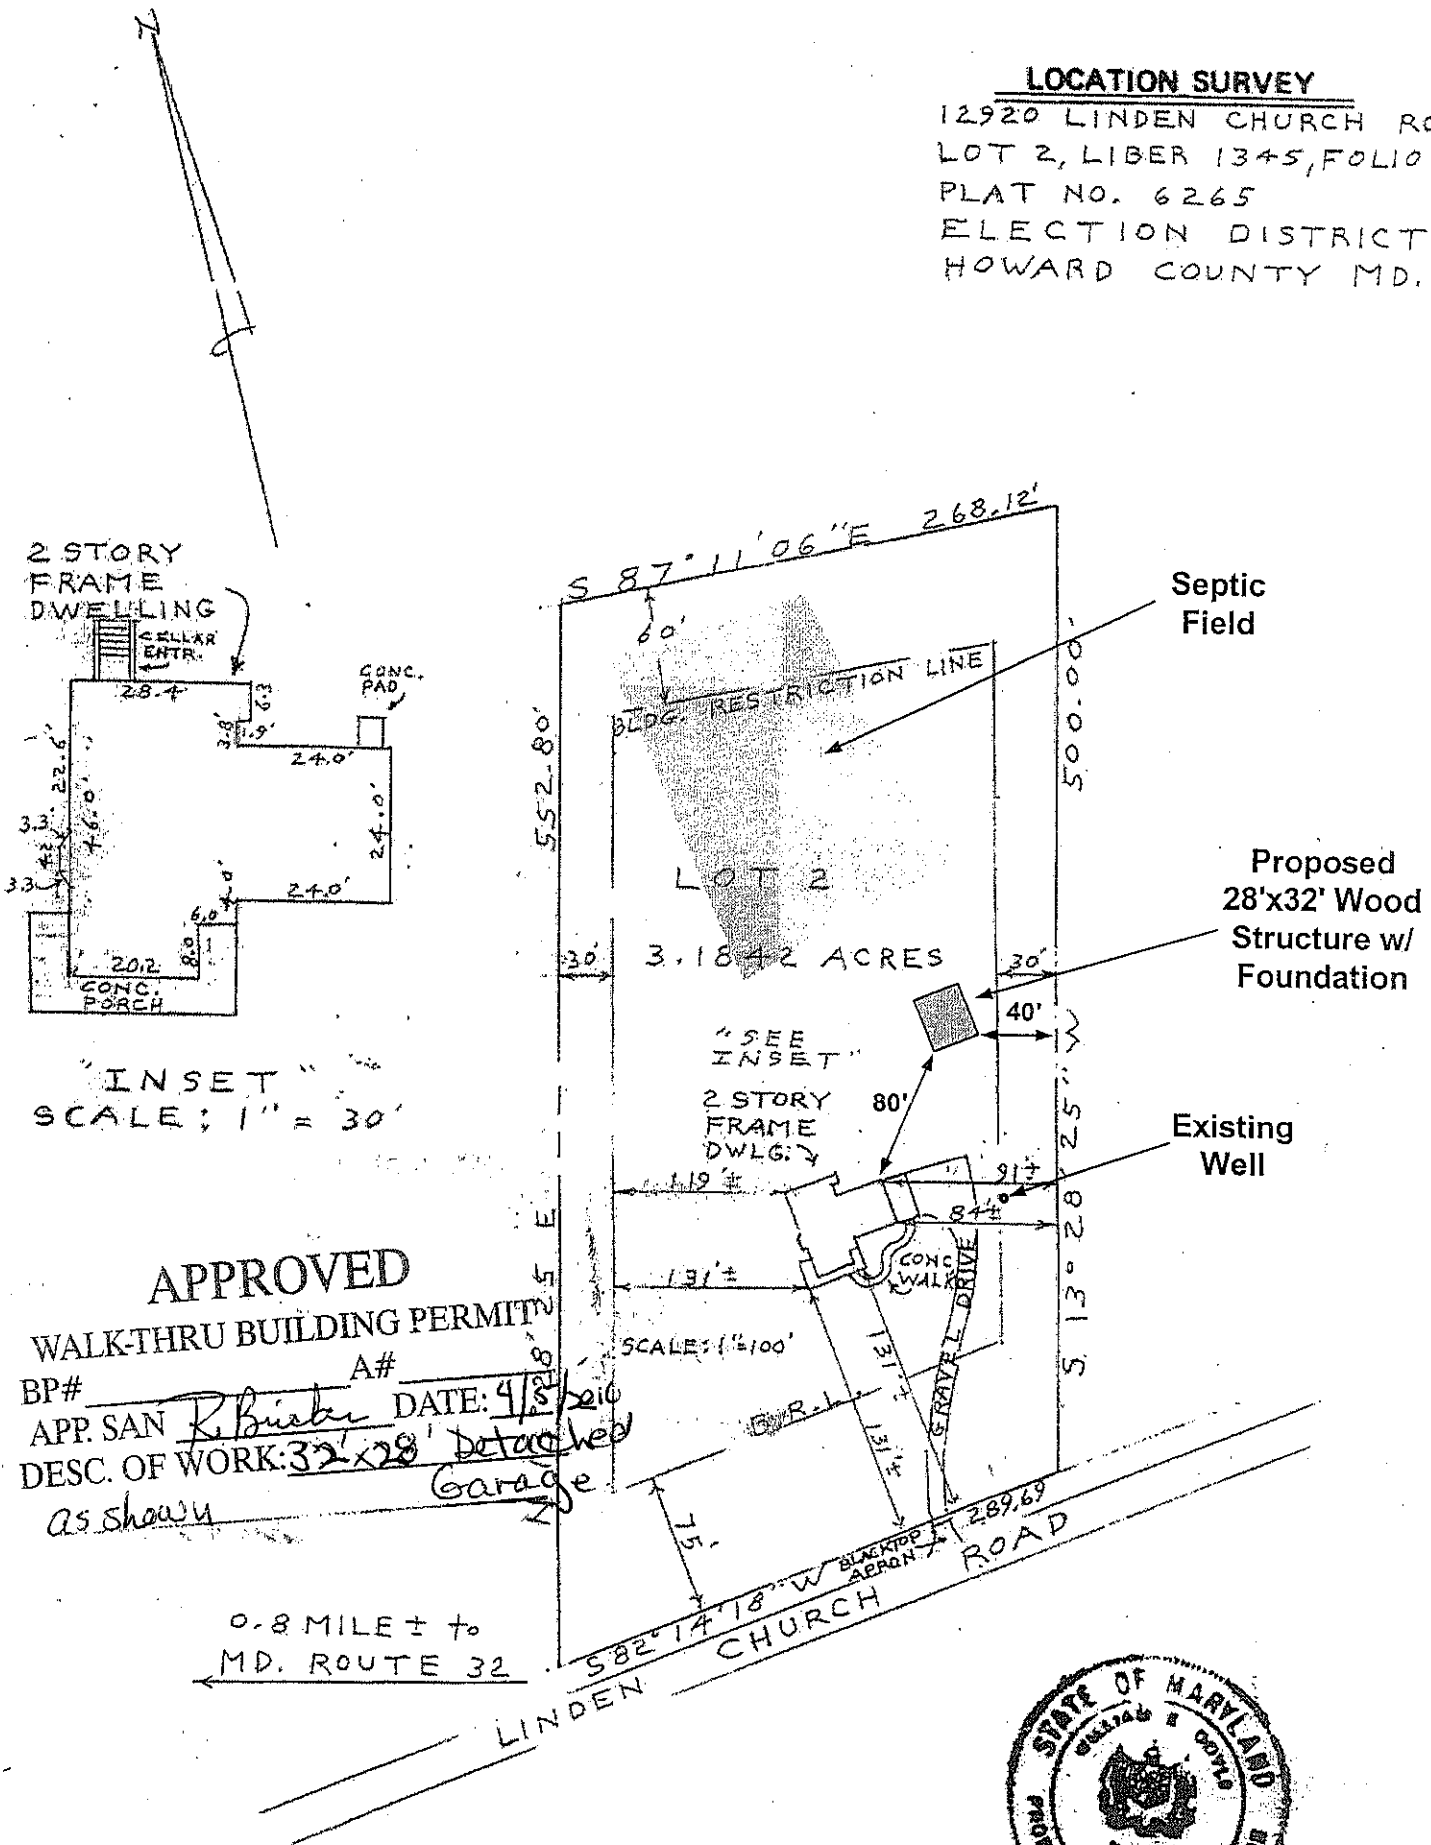 N
LOCATION SURVEY
12920 LINDEN CHURCH RO
LOT 2, LIBER 1345, FOLIO
PLAT NO. 6265
ELECTION DISTRICT
HOWARD COUNTY MD.
2 STORY
FRAME
DWELLING
CELLAR
ENTR.
CONC.
PAD
28.4
6.3
3.8'
1.9'
24.0'
22.6'
46.0'
24.0'
3.3
4.2
3.3
4.0'
24.0'
6.0'
8.0
20.2
CONC.
PORCH
"INSET"
SCALE: 1" = 30'
S 87° 11' 06" E 268.12'
60'
BLDG. RESTRICTION LINE
Septic
Field
552.80'
500.00'
LOT 2
3.1842 ACRES
30'
30'
Proposed
28'x32' Wood
Structure w/
Foundation
40'
"SEE
INSET"
80'
2 STORY
FRAME
DWLG.
Existing
Well
119'±
91'±
84'±
131'±
CONC.
WALK
GRAVEL DRIVE
131'±
131'±
SCALE: 1"=100'
B.R.L.
75'
N 28' 25 E
S 13° 28' 25" W
APPROVED
WALK-THRU BUILDING PERMIT
BP# A#
APP. SAN DATE:
DESC. OF WORK: 32'x28' Detached
Garage
as shown
BLACKTOP
APRON
S 82° 14' 18" W 289.69
LINDEN CHURCH ROAD
0.8 MILE ± to
MD. ROUTE 32
STATE OF MARYLAND